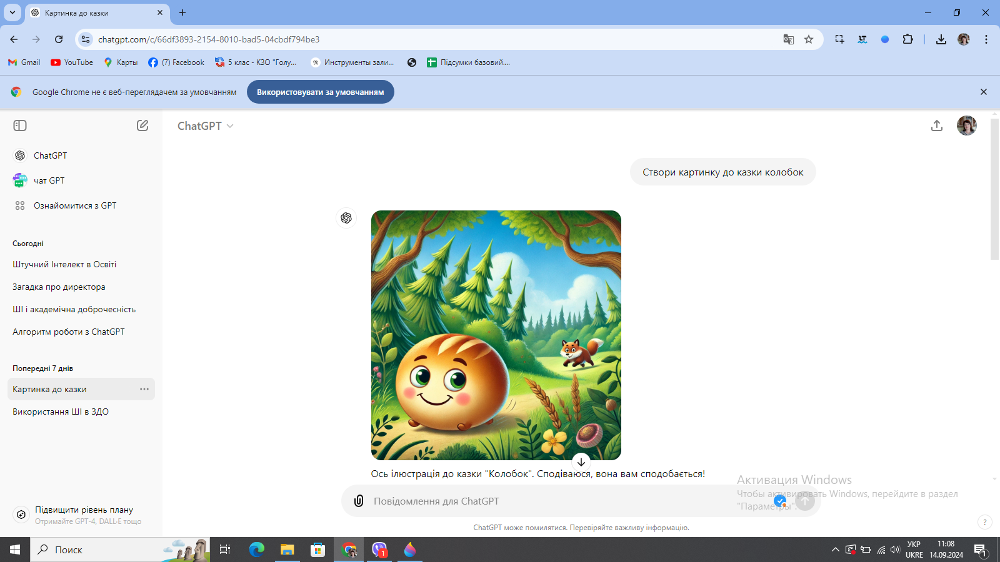 Картинка до казки
chatgpt.com/c/66df3893-2154-8010-bad5-04cbdf794be3
LT
Gmail
YouTube
Карты
(7) Facebook
5 клас - КЗО "Голу...
Инструменты зали...
Підсумки базовий....
Google Chrome не є веб-переглядачем за умовчанням
Використовувати за умовчанням
ChatGPT
ChatGPT
чат GPT
Ознайомитися з GPT
Сьогодні
Штучний Інтелект в Освіті
Загадка про директора
ШІ і академічна доброчесність
Алгоритм роботи з ChatGPT
Попередні 7 днів
Картинка до казки
Використання ШІ в ЗДО
Підвищити рівень плану
Отримайте GPT-4, DALL·E тощо
Створи картинку до казки колобок
Ось ілюстрація до казки "Колобок". Сподіваюся, вона вам сподобається!
Повідомлення для ChatGPT
ChatGPT може помилятися. Перевіряйте важливу інформацію.
Активация Windows
Чтобы активировать Windows, перейдите в раздел
"Параметры".
?
Поиск
1
УКР
UKRE
11:08
14.09.2024
1